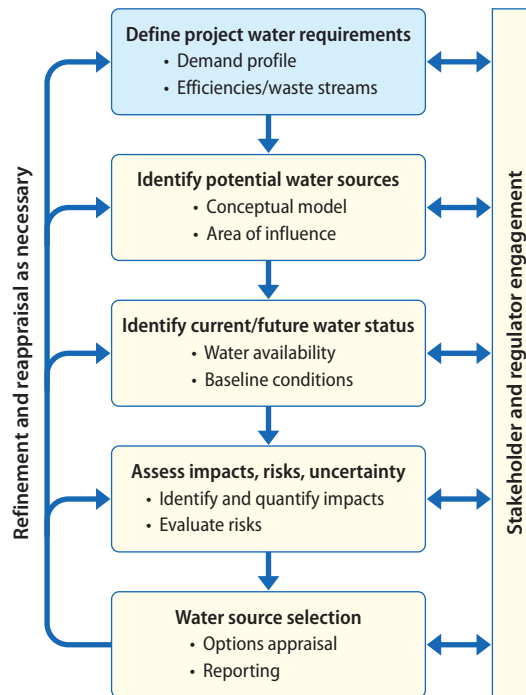 Define project water requirements
• Demand profile
• Efficiencies/waste streams
Identify potential water sources
• Conceptual model
• Area of influence
Identify current/future water status
• Water availability
• Baseline conditions
Assess impacts, risks, uncertainty
• Identify and quantify impacts
• Evaluate risks
Water source selection
• Options appraisal
• Reporting
Refinement and reappraisal as necessary
Stakeholder and regulator engagement